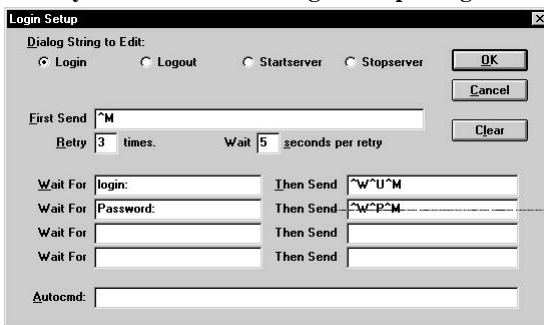 Login Setup
Dialog String to Edit:
Login Logout Startserver Stopserver
OK
Cancel
Clear
First Send ^M
Retry 3 times. Wait 5 seconds per retry
Wait For login: Then Send ^W^U^M
Wait For Password: Then Send ^W^P^M
Wait For Then Send
Wait For Then Send
Autocmd: